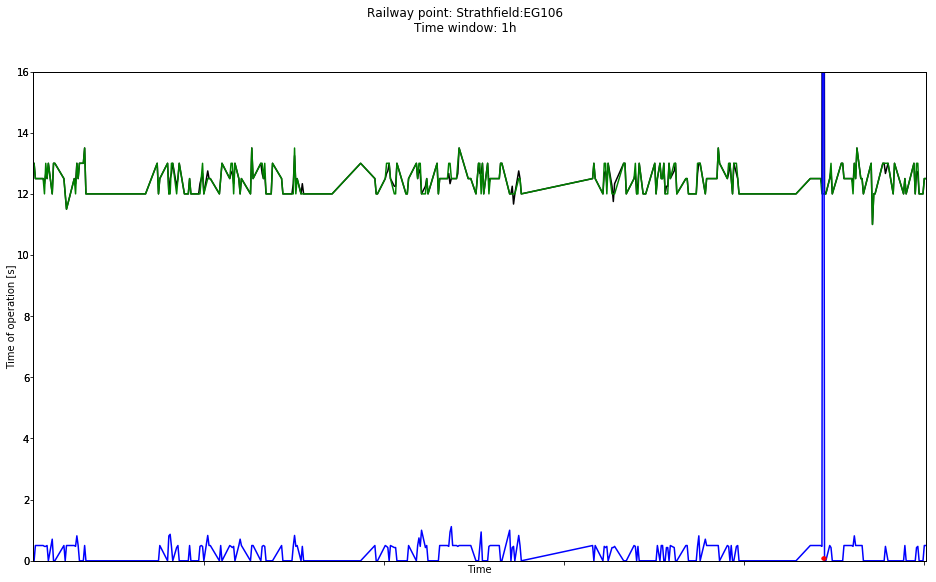 Railway point: Strathfield:EG106
Time window: 1h
16
14
12
10
8
6
4
2
0
Time of operation [s]
Time